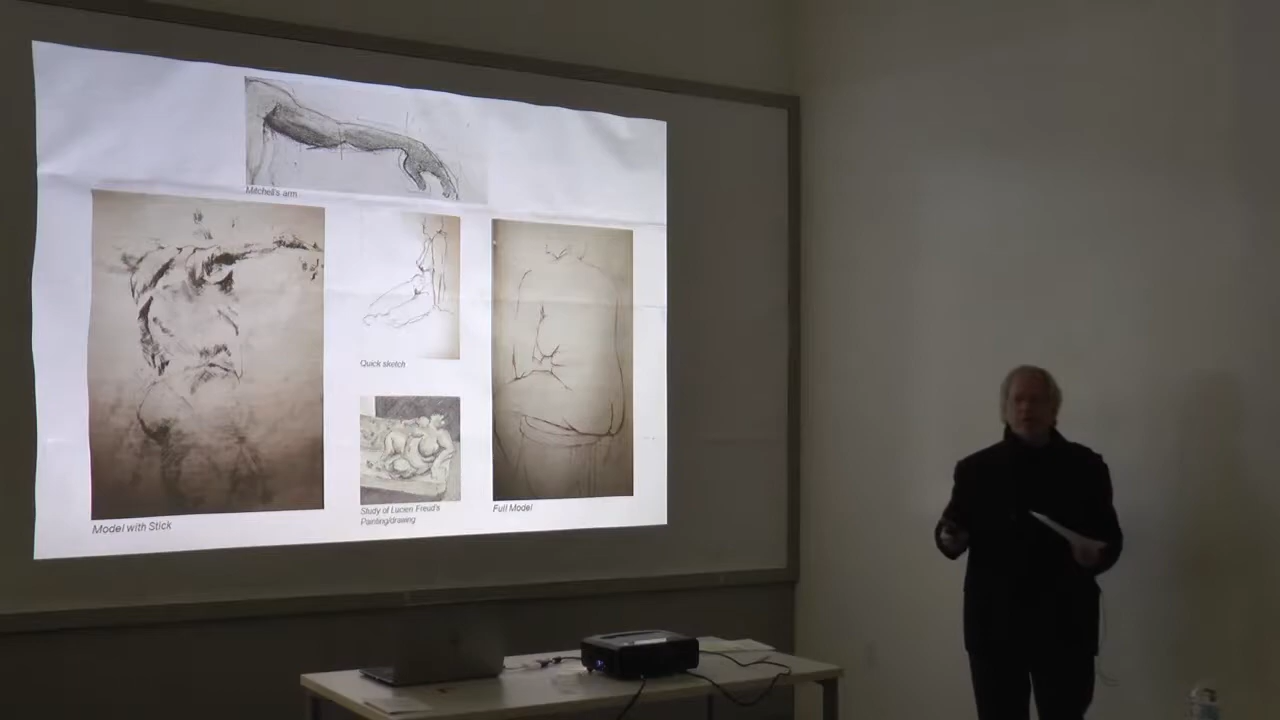 Mitchell's arm
Quick sketch
Study of Lucien Freud's
Painting/drawing
Model with Stick
Full Model